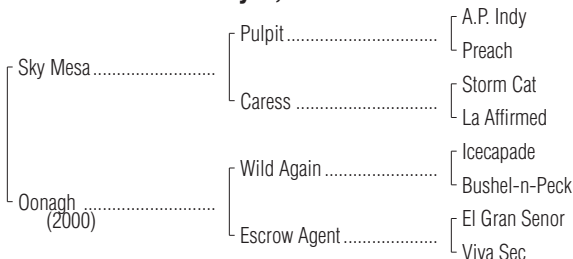 A.P. Indy
Pulpit
Preach
Sky Mesa
Storm Cat
Caress
La Affirmed
Icecapade
Wild Again
Bushel-n-Peck
Oonagh
(2000)
El Gran Senor
Escrow Agent
Viva Sec